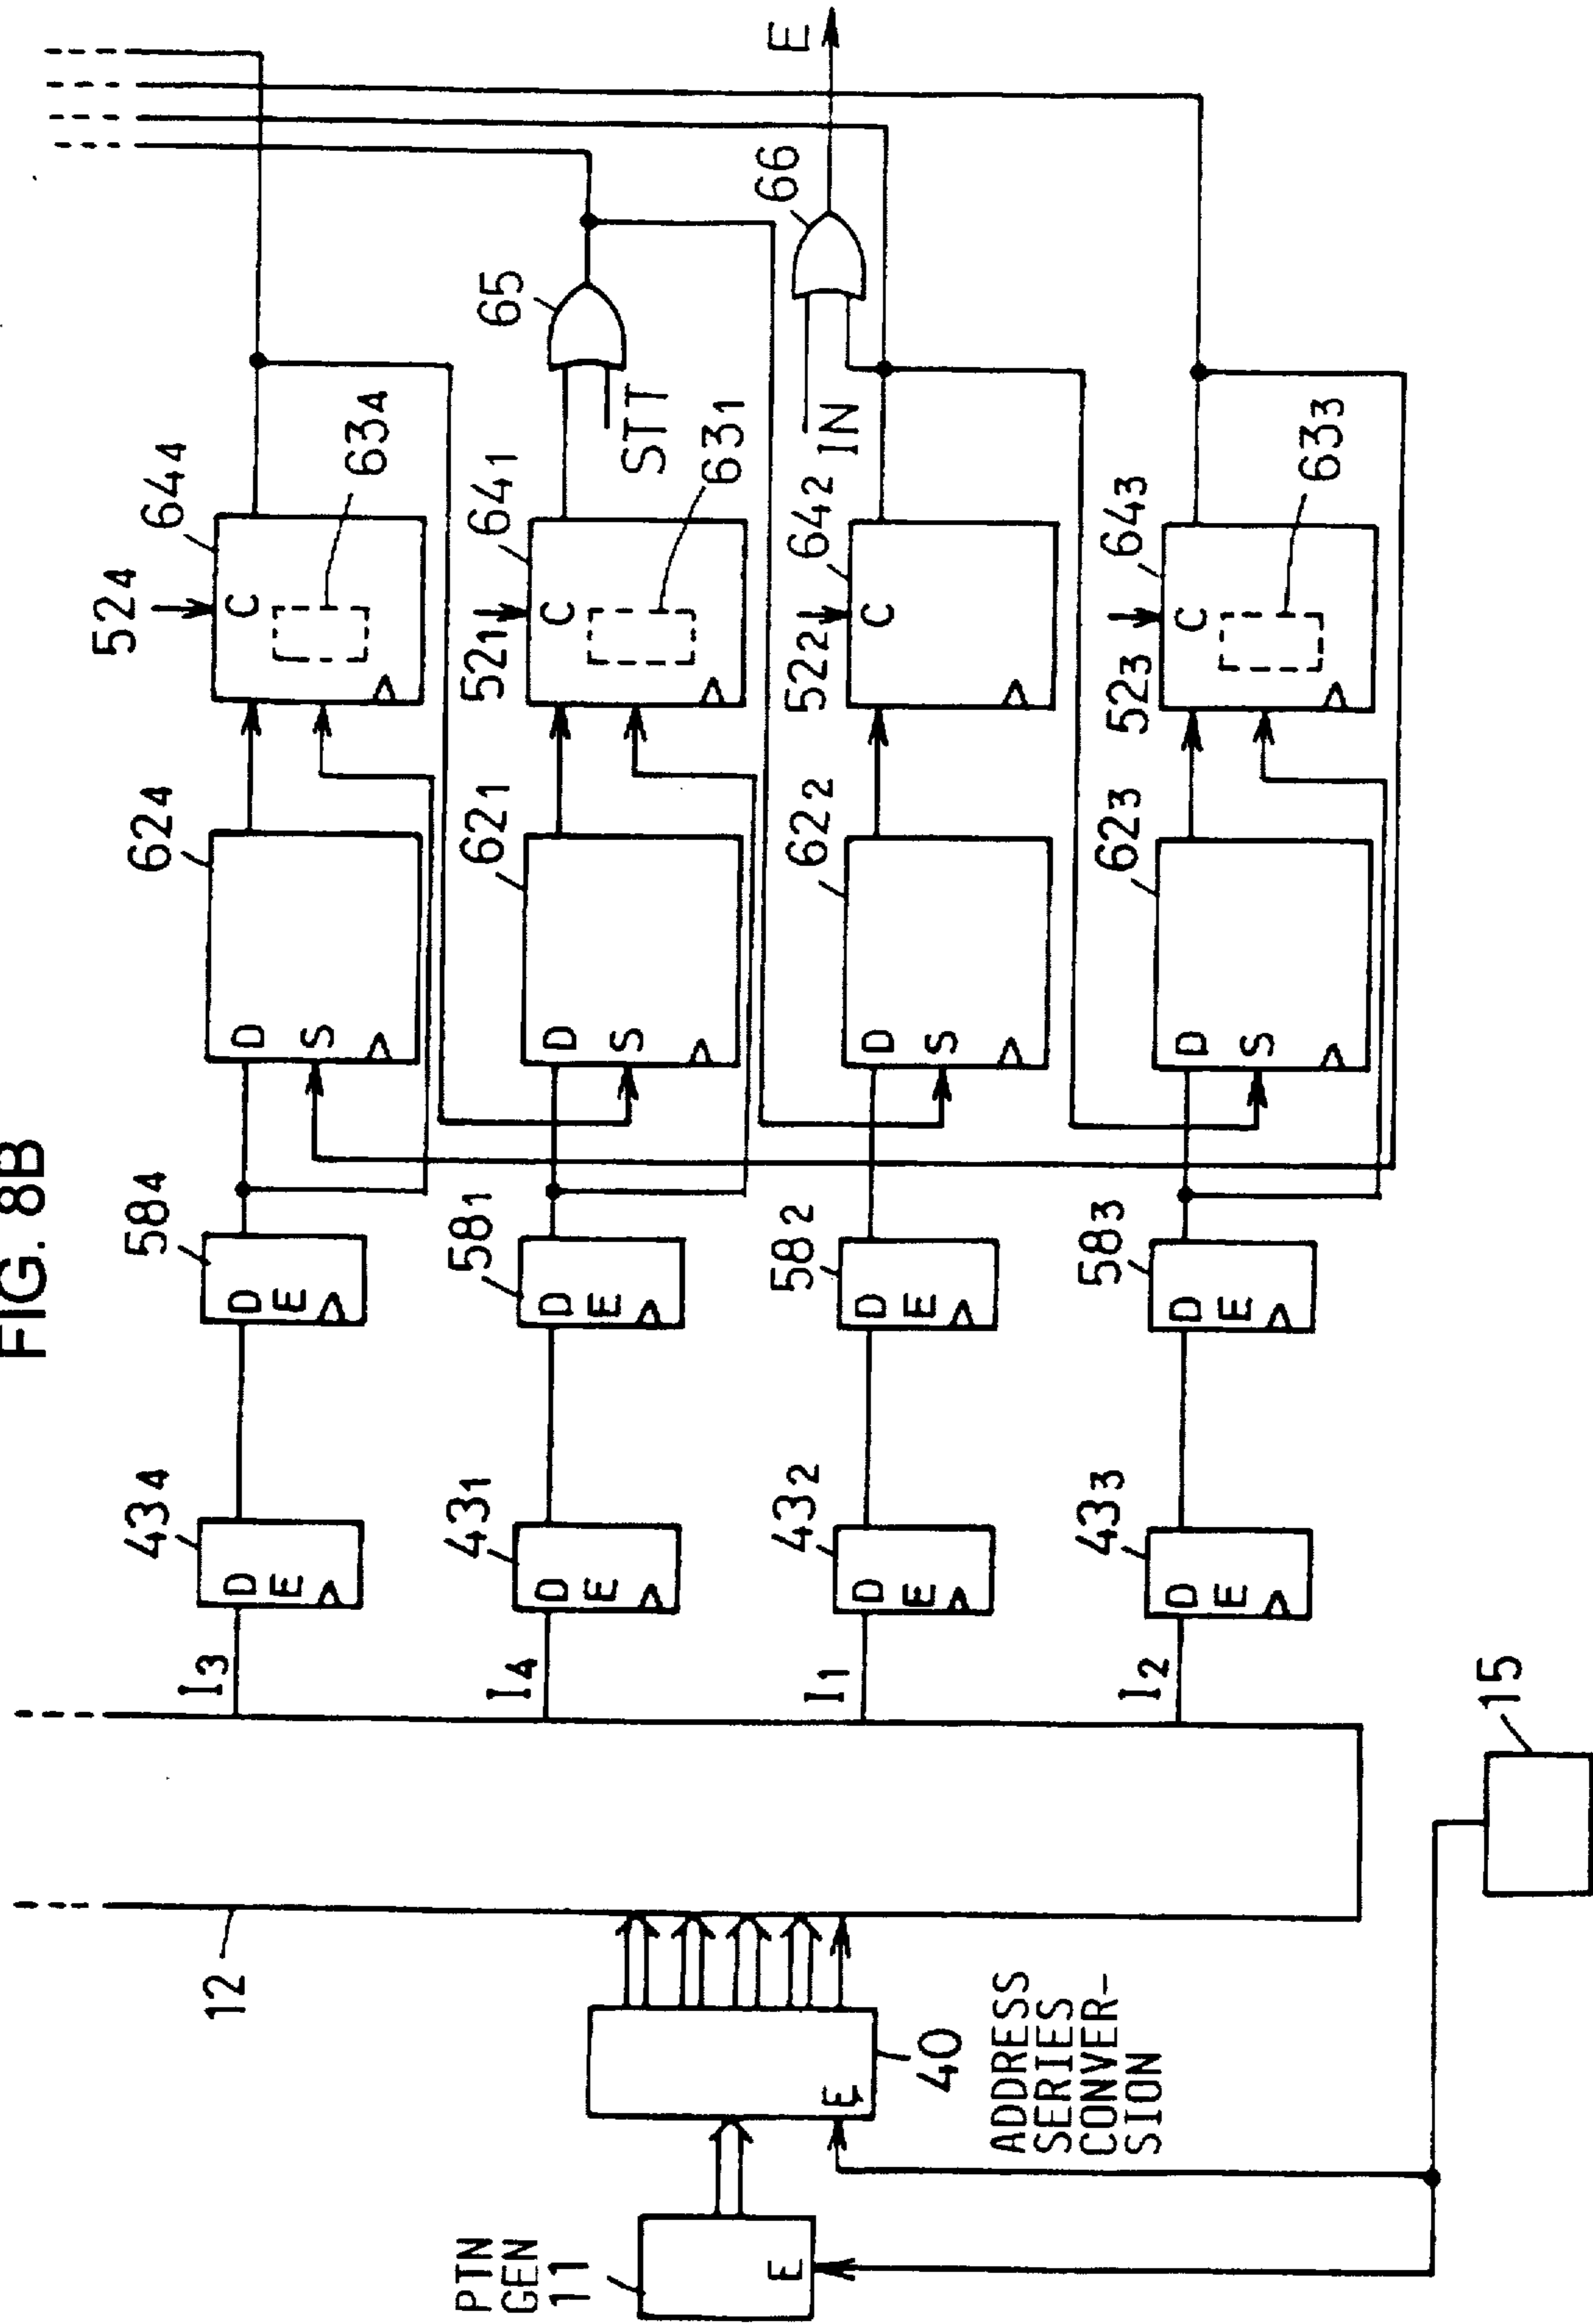 FIG. 8B
PTN
GEN
11
E
E
40
ADDRESS
SERIES
CONVER-
SION
12
15
I3
I4
I1
I2
434
D
E
431
D
E
432
D
E
433
D
E
584
D
E
581
D
E
582
D
E
583
D
E
624
D
S
621
D
S
622
D
S
623
D
S
524
C
644
634
521
C
641
631
522
C
642
523
C
643
633
65
STT
66
IN
E